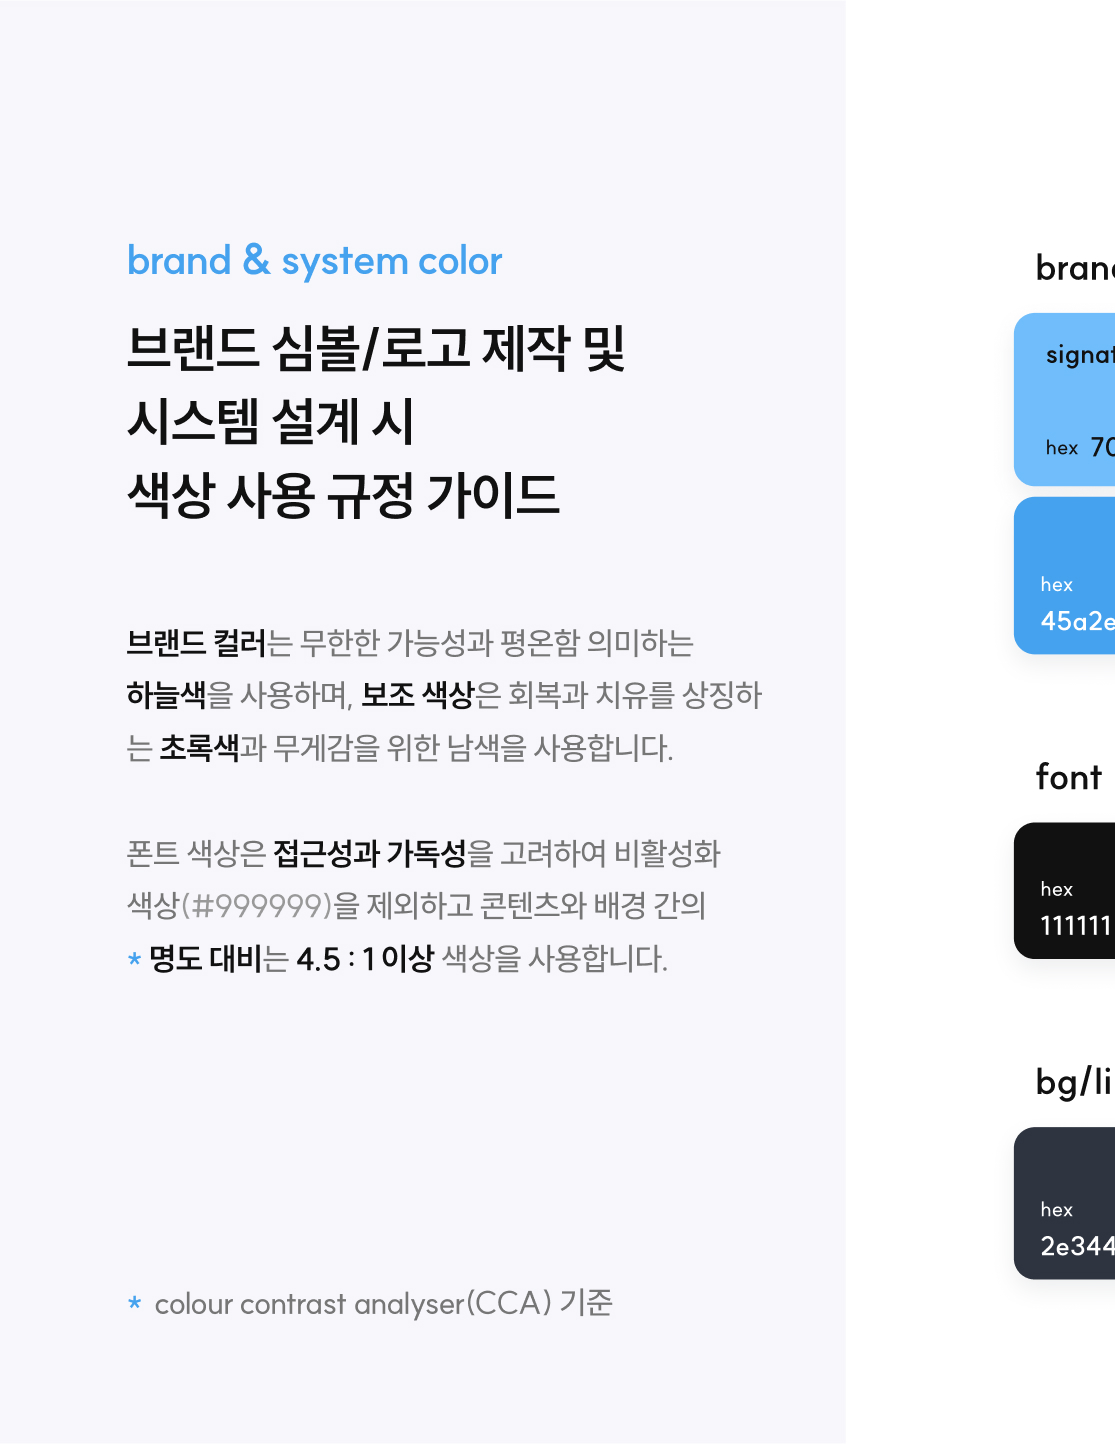 brand & system color
브랜드 심볼/로고 제작 및
시스템 설계 시
색상 사용 규정 가이드
브랜드 컬러는 무한한 가능성과 평온함 의미하는
하늘색을 사용하며, 보조 색상은 회복과 치유를 상징하
는 초록색과 무게감을 위한 남색을 사용합니다.
폰트 색상은 접근성과 가독성을 고려하여 비활성화
색상(#999999)을 제외하고 콘텐츠와 배경 간의
* 명도 대비는 4.5 : 1 이상 색상을 사용합니다.
* colour contrast analyser(CCA) 기준
hex
hex
font
hex
111111
hex